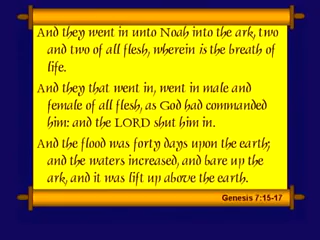 And they went in unto Noah into the ark, two
and two of all flesh, wherein is the breath of
life.
And they that went in, went in male and
female of all flesh, as God had commanded
him: and the LORD shut him in.
And the flood was forty days upon the earth;
and the waters increased, and bare up the
ark, and it was lift up above the earth.
Genesis 7:15-17